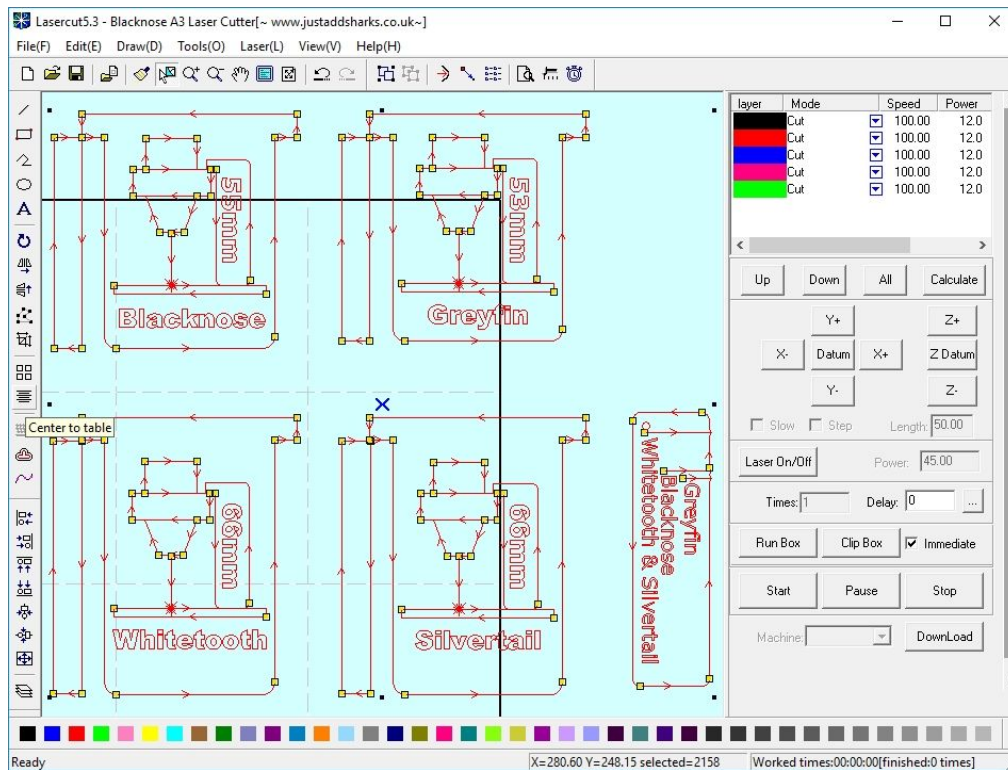 Lasercut5.3 - Blacknose A3 Laser Cutter[~ www.justaddsharks.co.uk~]
File(F) Edit(E) Draw(D) Tools(O) Laser(L) View(V) Help(H)
A
55mm
Blacknose
53mm
Greyfin
Center to table
66mm
Whitetooth
66mm
Silvertail
Greyfin
Blacknose
Whitetooth & Silvertail
layer Mode Speed Power
Cut 100.00 12.0
Cut 100.00 12.0
Cut 100.00 12.0
Cut 100.00 12.0
Cut 100.00 12.0
Up Down All Calculate
Y+ Z+
X- Datum X+ Z Datum
Y- Z-
Slow Step Length: 50.00
Laser On/Off Power: 45.00
Times: 1 Delay: 0 ...
Run Box Clip Box Immediate
Start Pause Stop
Machine: DownLoad
Ready X=280.60 Y=248.15 selected=2158 Worked times:00:00:00[finished:0 times]